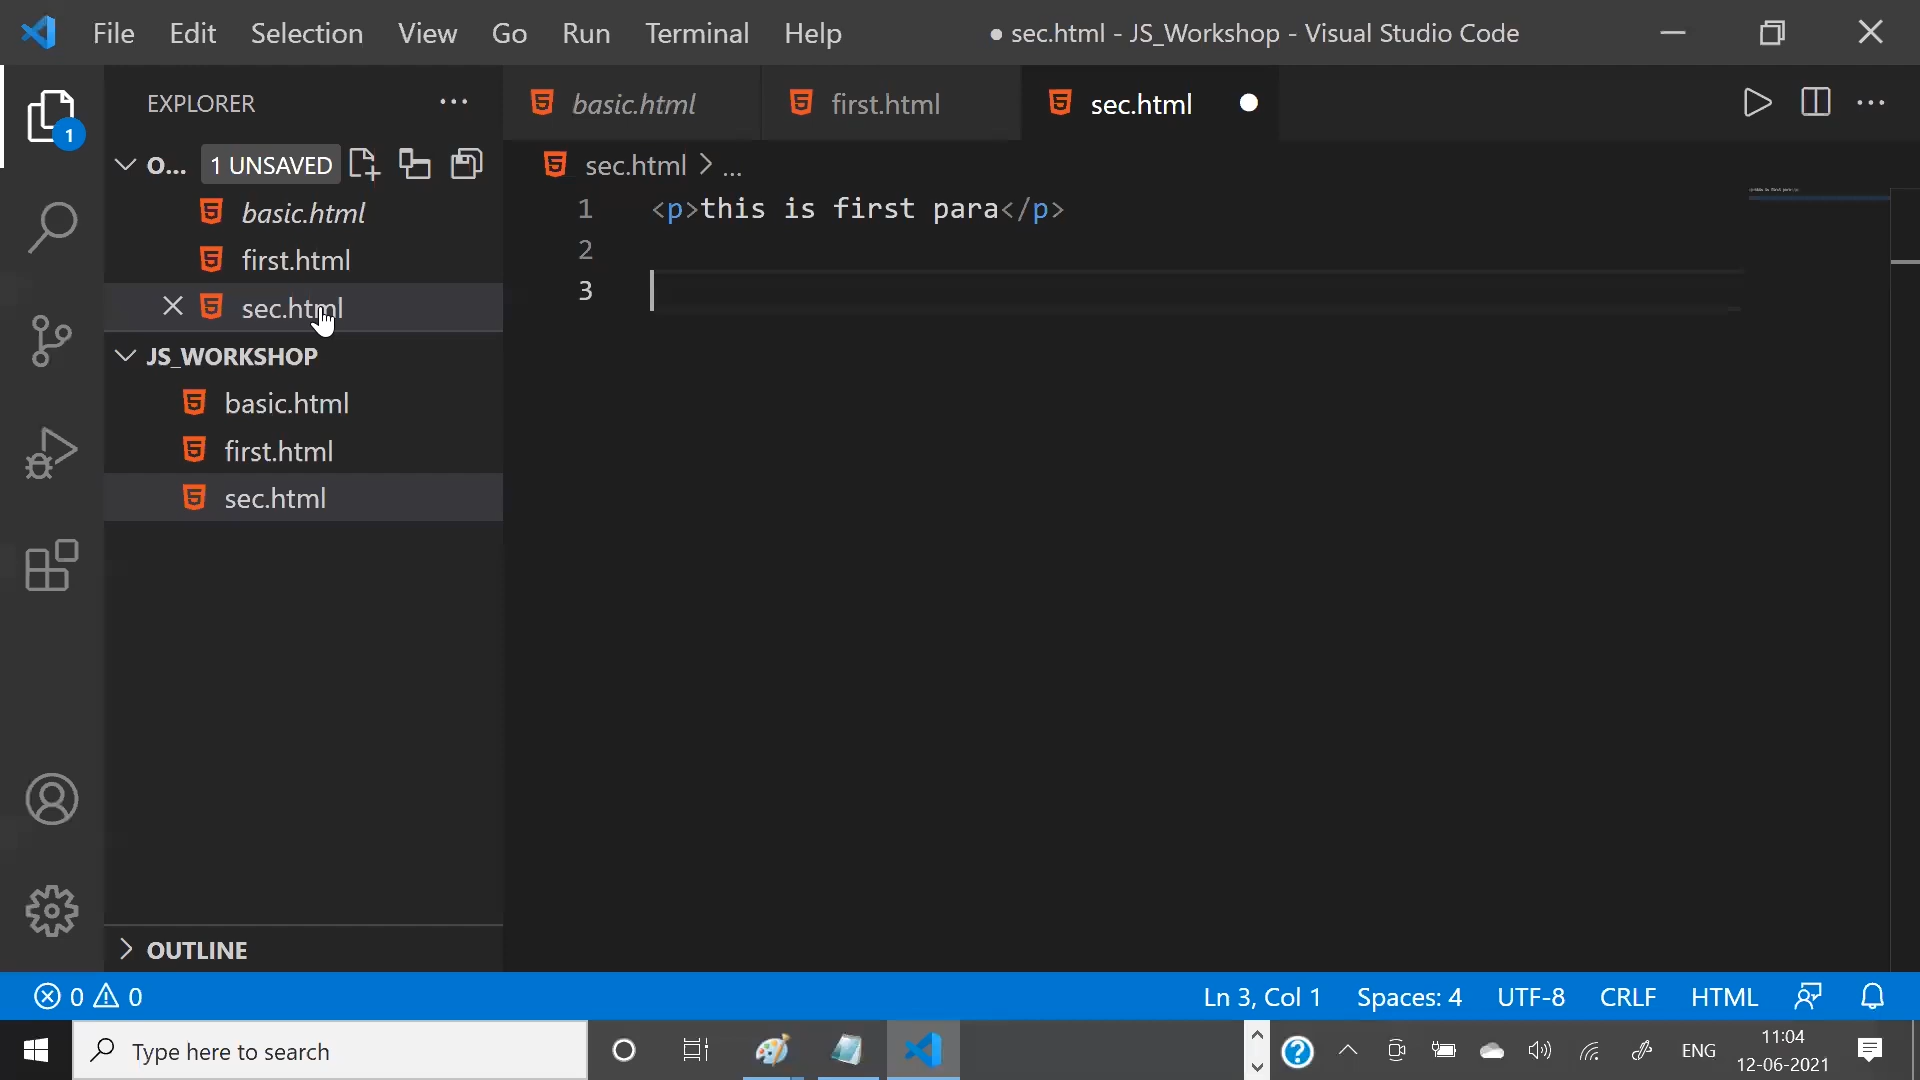 File Edit Selection View Go Run Terminal Help ● sec.html - JS_Workshop - Visual Studio Code
EXPLORER
basic.html first.html sec.html
O... 1 UNSAVED
sec.html > ...
basic.html
first.html
sec.html
1 <p>this is first para</p>
2
3
JS_WORKSHOP
basic.html
first.html
sec.html
OUTLINE
1
0 0 Ln 3, Col 1 Spaces: 4 UTF-8 CRLF HTML
Type here to search
ENG
11:04
12-06-2021